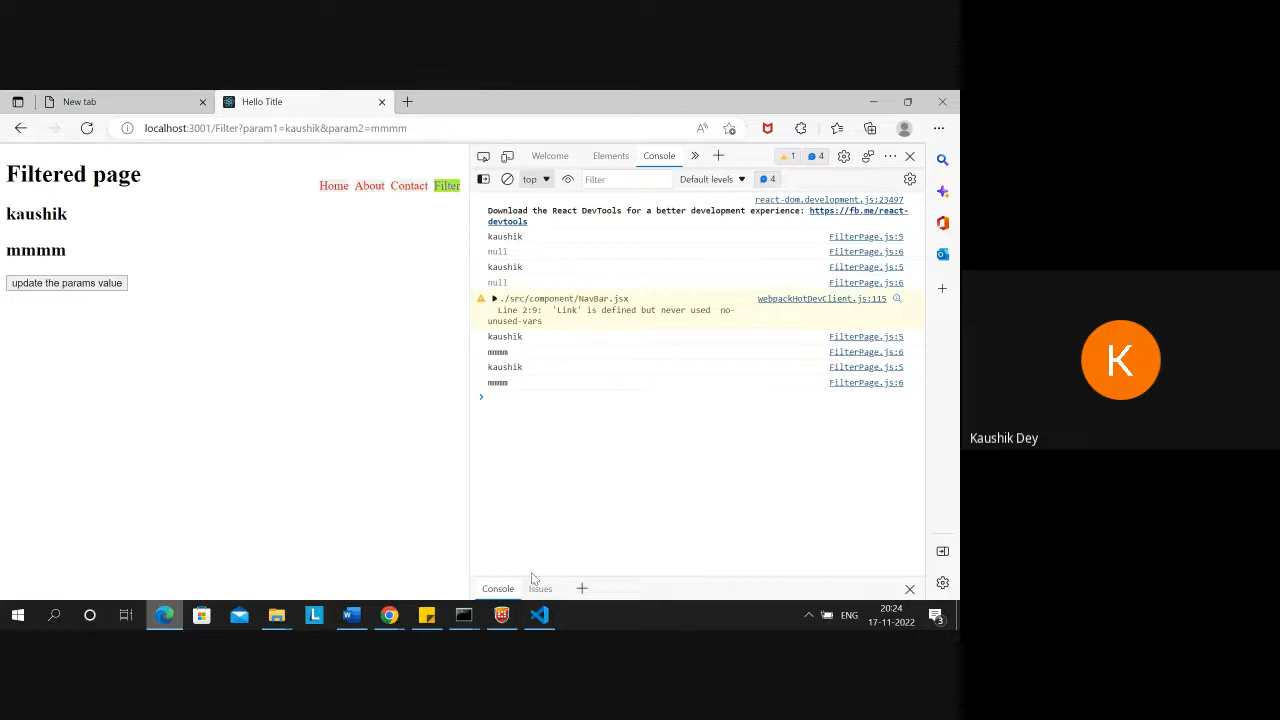 New tab
Hello Title
localhost:3001/Filter?param1=kaushik&param2=mmmm
Filtered page
Home About Contact Filter
kaushik
mmmm
update the params value
Welcome Elements Console 1 4
top Filter Default levels 4
react-dom.development.js:23497
Download the React DevTools for a better development experience: https://fb.me/react-
devtools
kaushik FilterPage.js:5
null FilterPage.js:6
kaushik FilterPage.js:5
null FilterPage.js:6
./src/component/NavBar.jsx webpackHotDevClient.js:115
Line 2:9: 'Link' is defined but never used no-
unused-vars
kaushik FilterPage.js:5
mmmm FilterPage.js:6
kaushik FilterPage.js:5
mmmm FilterPage.js:6
Console Issues
K
Kaushik Dey
ENG
20:24
17-11-2022
3